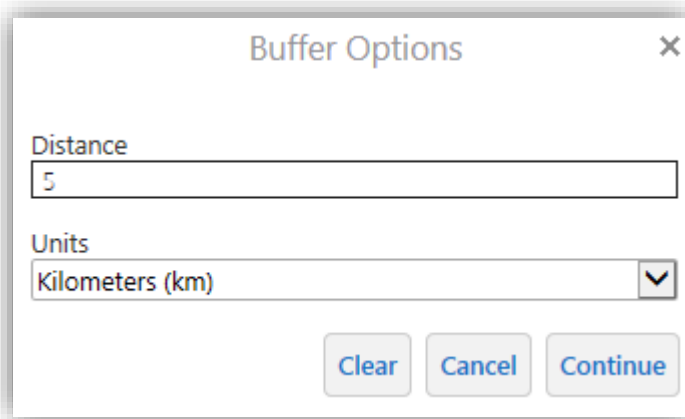 Buffer Options
Distance
5
Units
Kilometers (km)
Clear Cancel Continue